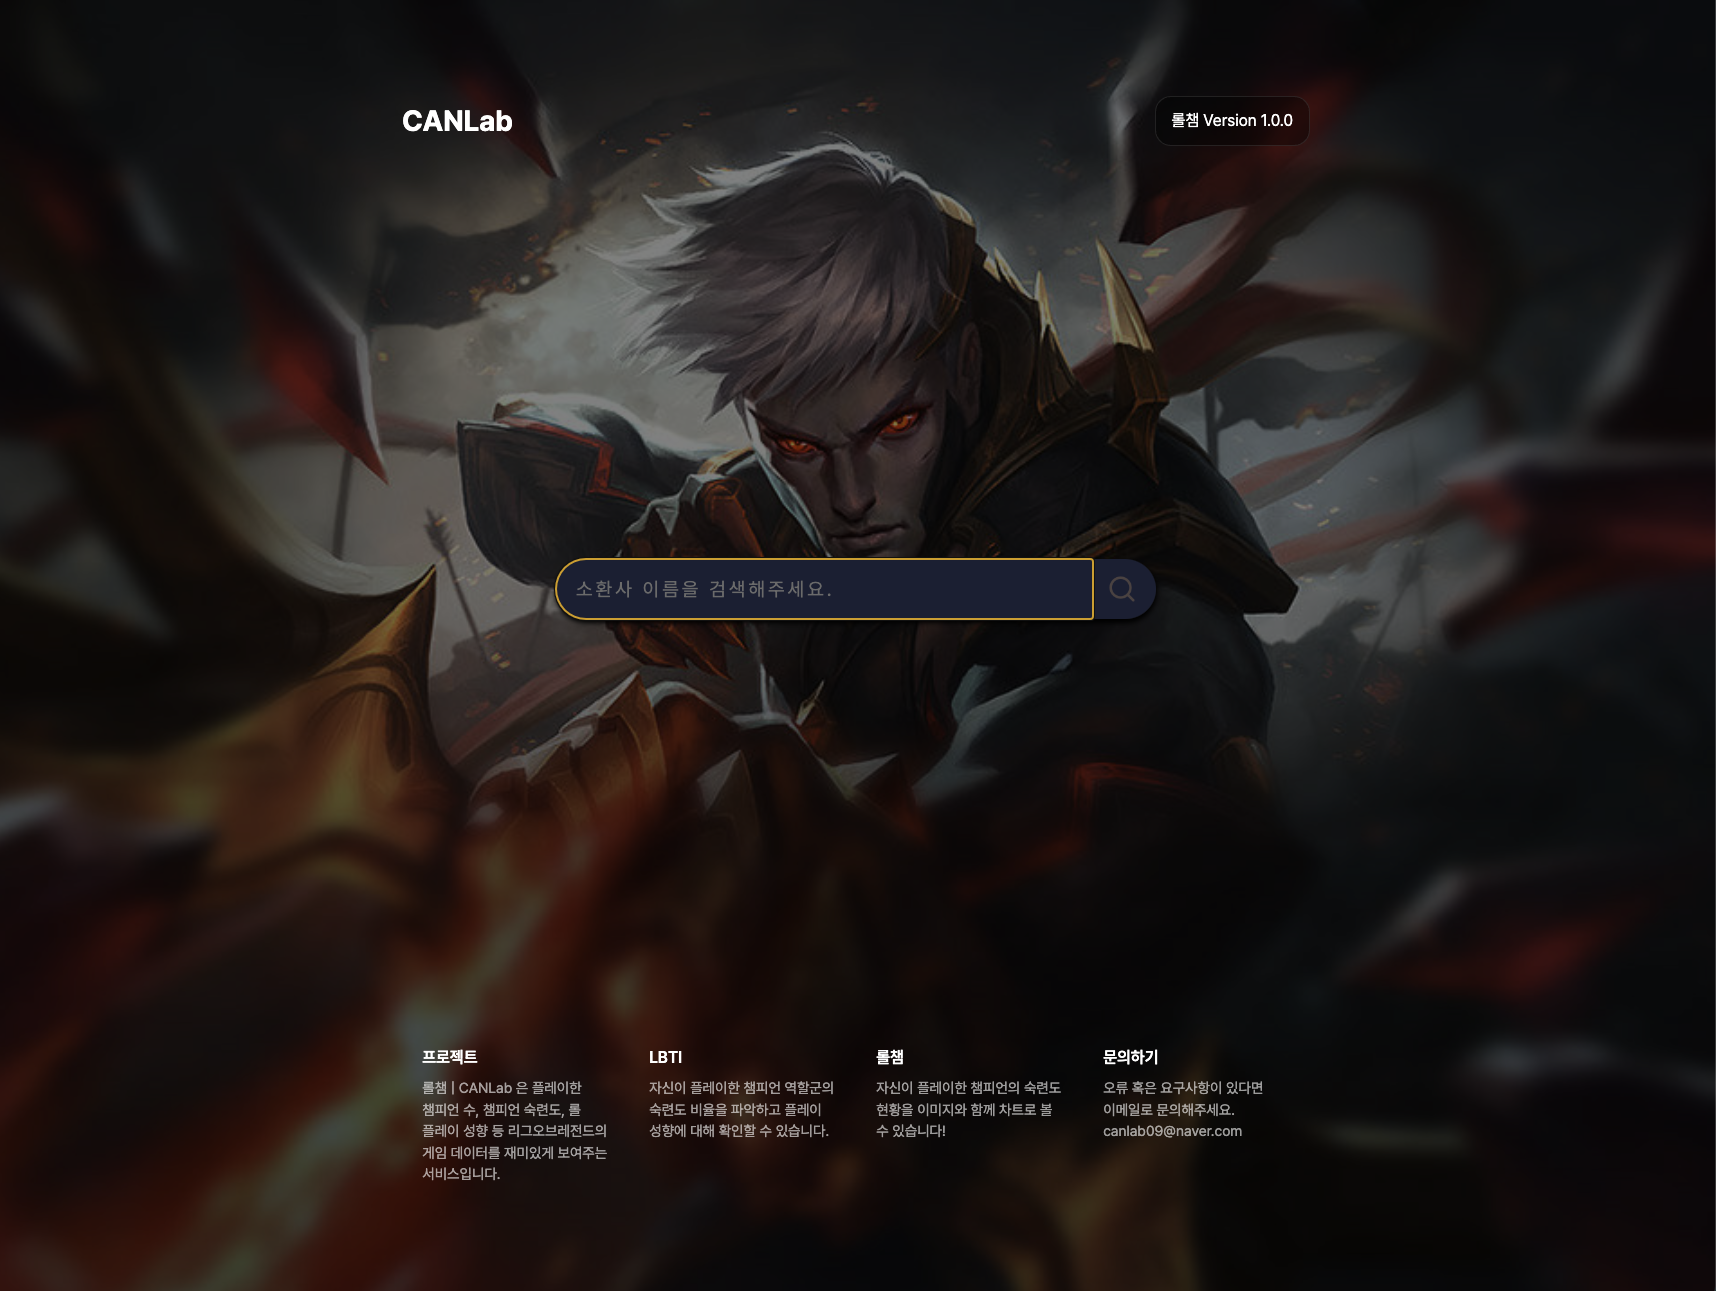 CANLab
롤챔 Version 1.0.0
소환사 이름을 검색해주세요.
프로젝트
롤챔 | CANLab 은 플레이한
챔피언 수, 챔피언 숙련도, 롤
플레이 성향 등 리그오브레전드의
게임 데이터를 재미있게 보여주는
서비스입니다.
LBTI
자신이 플레이한 챔피언 역할군의
숙련도 비율을 파악하고 플레이
성향에 대해 확인할 수 있습니다.
롤챔
자신이 플레이한 챔피언의 숙련도
현황을 이미지와 함께 차트로 볼
수 있습니다!
문의하기
오류 혹은 요구사항이 있다면
이메일로 문의해주세요.
canlab09@naver.com